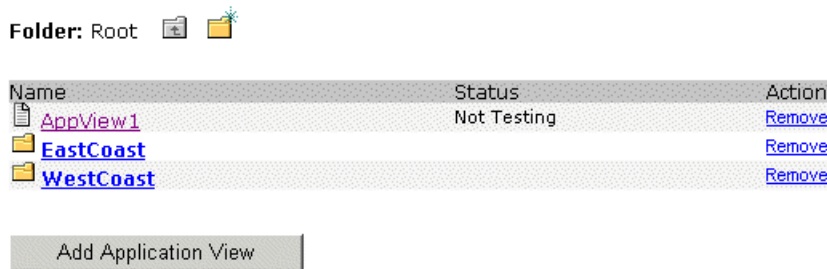 Folder: Root
Name Status Action
AppView1 Not Testing Remove
EastCoast Remove
WestCoast Remove
Add Application View